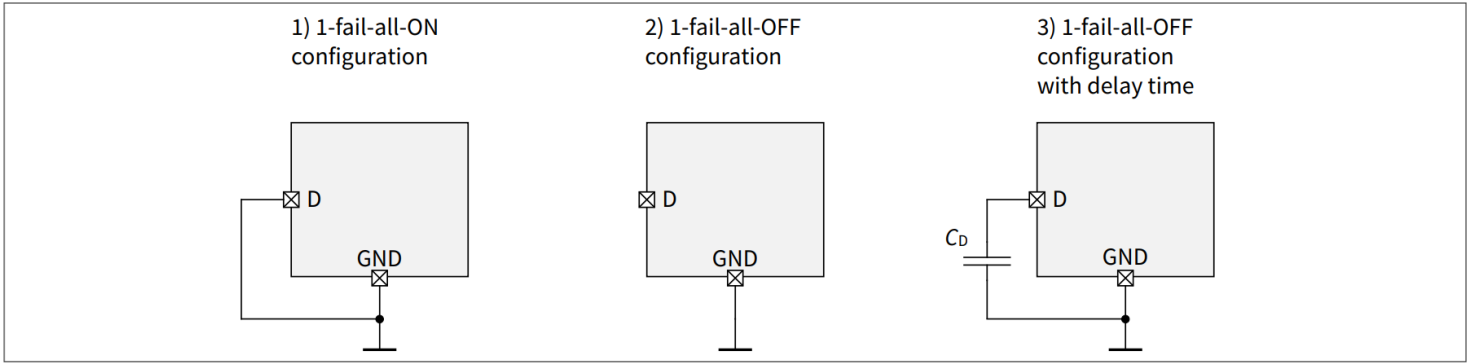 1) 1-fail-all-ON
configuration
2) 1-fail-all-OFF
configuration
3) 1-fail-all-OFF
configuration
with delay time
D
GND
D
GND
CD
D
GND